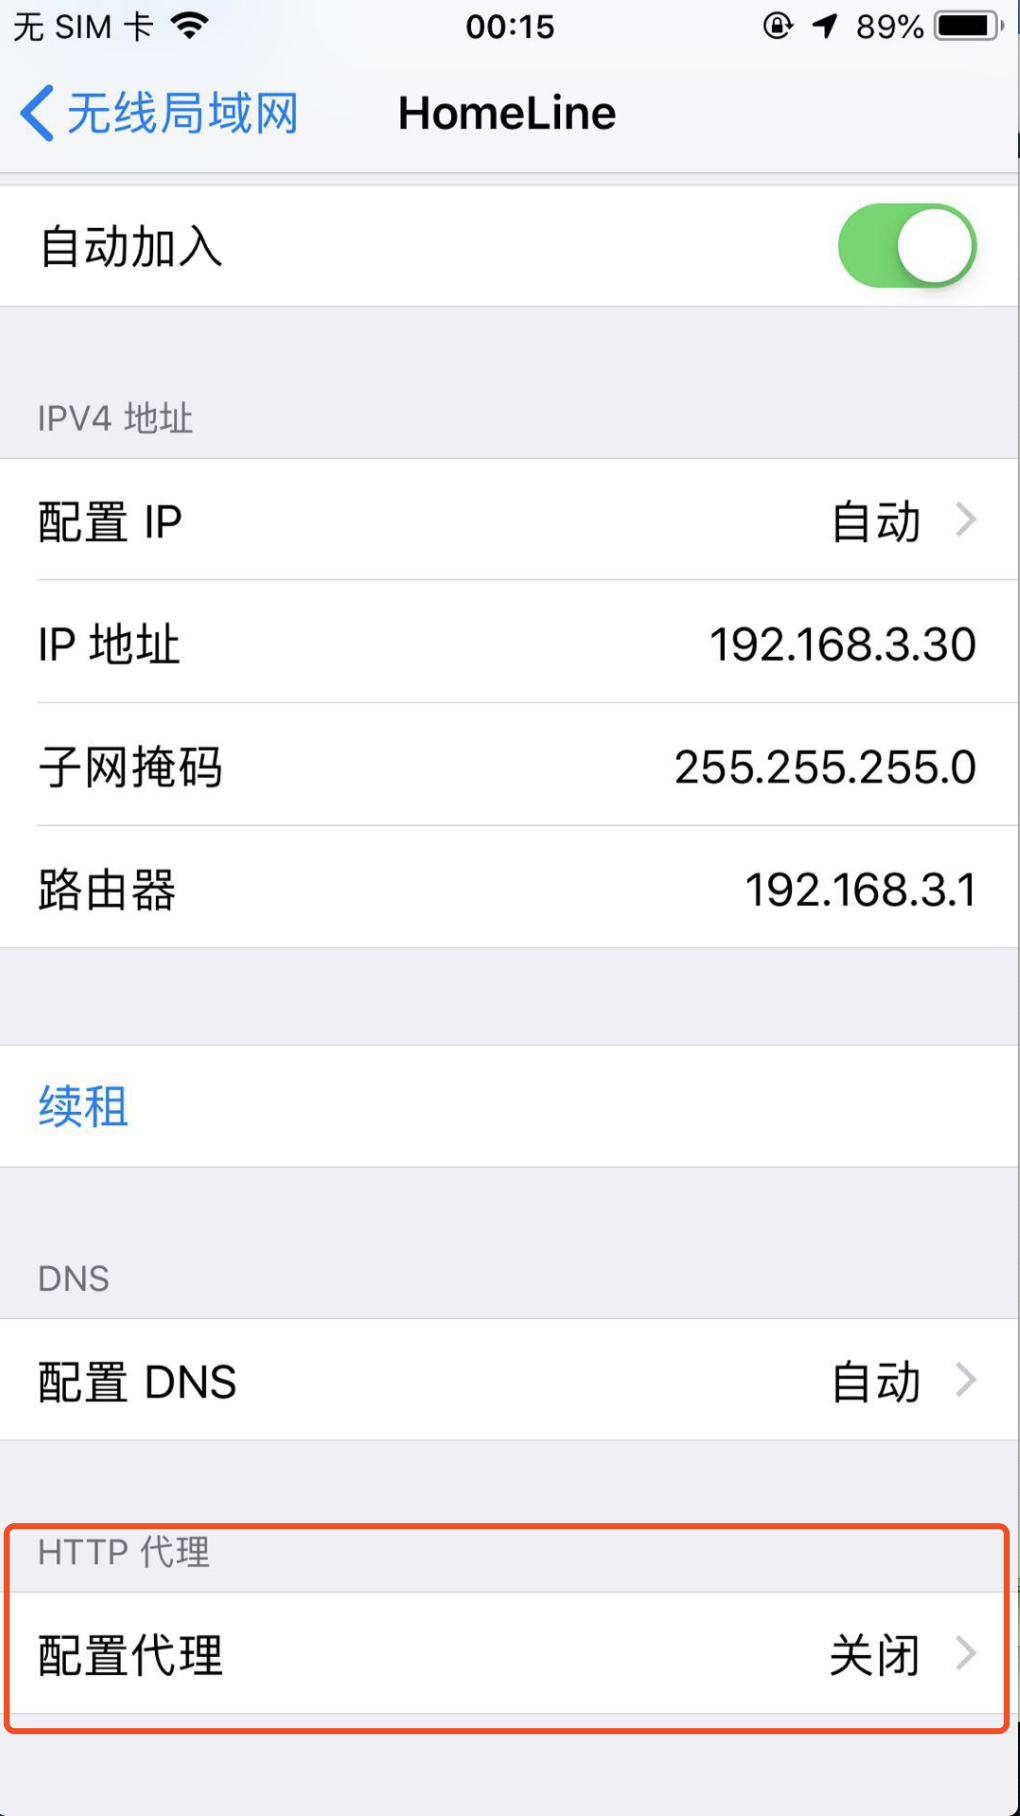 无 SIM 卡 00:15 89%
无线局域网 HomeLine
自动加入
IPV4 地址
配置 IP 自动
IP 地址 192.168.3.30
子网掩码 255.255.255.0
路由器 192.168.3.1
续租
DNS
配置 DNS 自动
HTTP 代理
配置代理 关闭